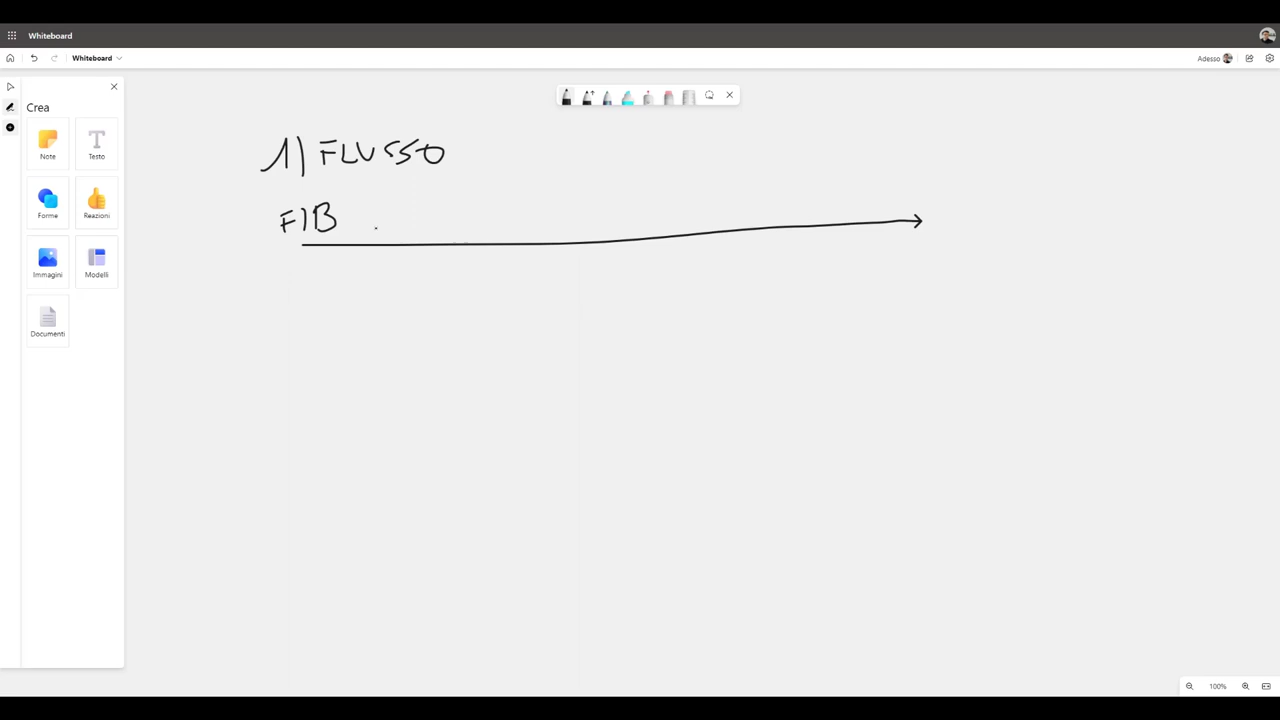 Whiteboard
Whiteboard
Adesso
Crea
Note
Testo
Forme
Reazioni
Immagini
Modelli
Documenti
1) FLUSSO
FIB
100%